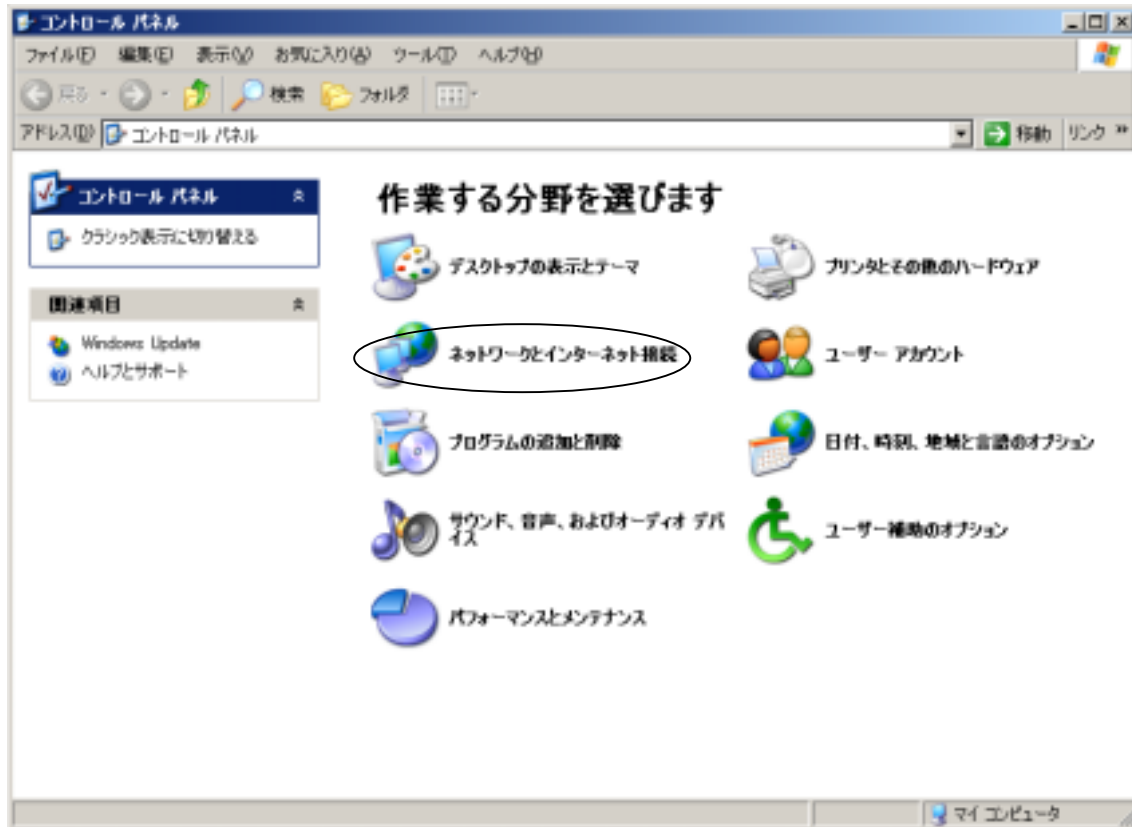 コントロール パネル
ファイル(F) 編集(E) 表示(V) お気に入り(A) ツール(T) ヘルプ(H)
戻る 検索 フォルダ
アドレス(D) コントロール パネル 移動 リンク »
コントロール パネル
クラシック表示に切り替える
関連項目
Windows Update
ヘルプとサポート
作業する分野を選びます
デスクトップの表示とテーマ
プリンタとその他のハードウェア
ネットワークとインターネット接続
ユーザー アカウント
プログラムの追加と削除
日付、時刻、地域と言語のオプション
サウンド、音声、およびオーディオ デバ
イス
ユーザー補助のオプション
パフォーマンスとメンテナンス
マイ コンピュータ